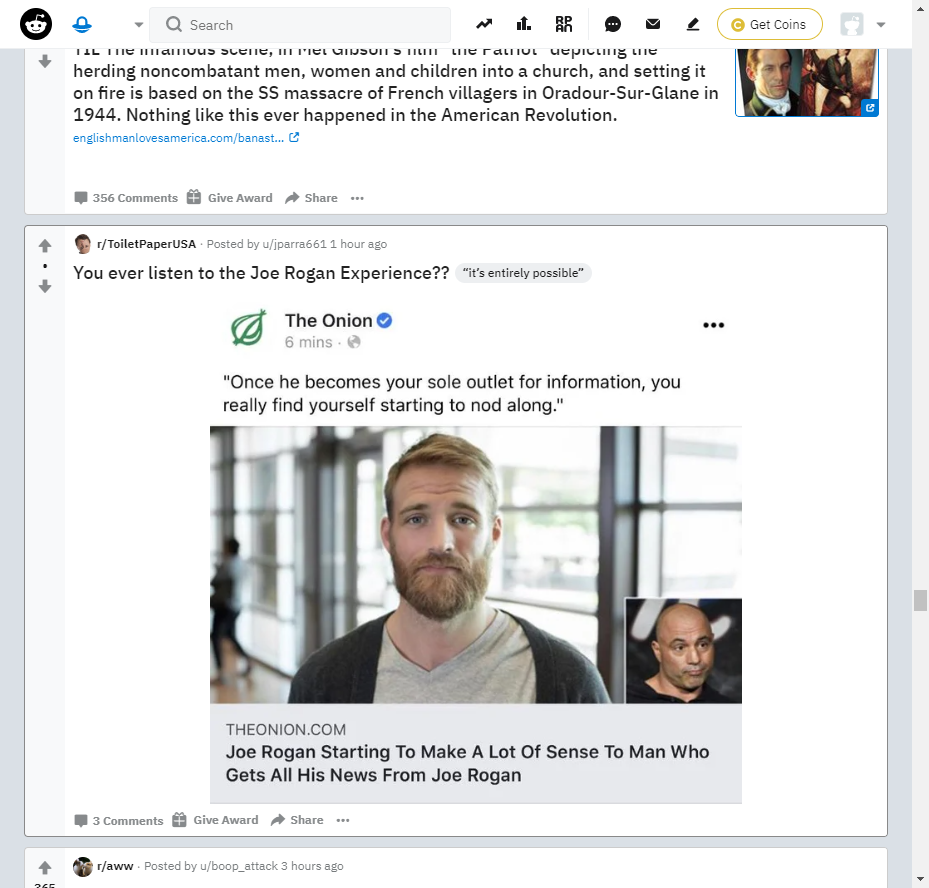 Search
Get Coins
TIL The infamous scene, in Mel Gibson's film "the Patriot" depicting the
herding noncombatant men, women and children into a church, and setting it
on fire is based on the SS massacre of French villagers in Oradour-Sur-Glane in
1944. Nothing like this ever happened in the American Revolution.
englishmanlovesamerica.com/banast...
356 Comments Give Award Share
r/ToiletPaperUSA · Posted by u/jparra661 1 hour ago
You ever listen to the Joe Rogan Experience?? “it’s entirely possible”
The Onion
6 mins ·
"Once he becomes your sole outlet for information, you
really find yourself starting to nod along."
THEONION.COM
Joe Rogan Starting To Make A Lot Of Sense To Man Who
Gets All His News From Joe Rogan
3 Comments Give Award Share
r/aww · Posted by u/boop_attack 3 hours ago
365